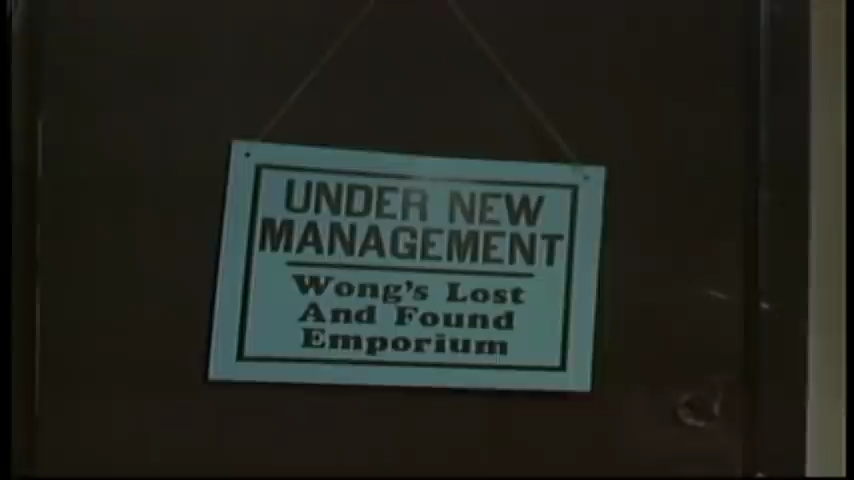 UNDER NEW
MANAGEMENT
Wong's Lost
And Found
Emporium